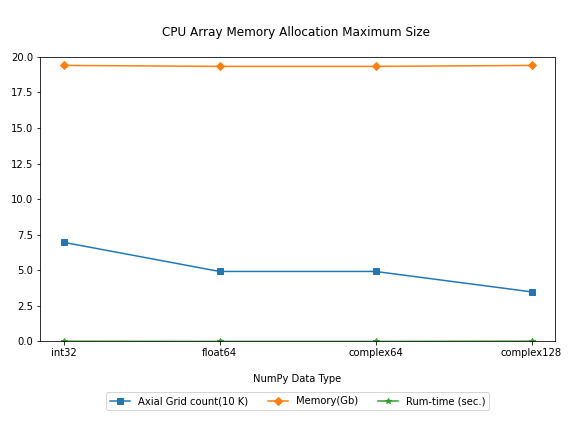 CPU Array Memory Allocation Maximum Size
20.0
17.5
15.0
12.5
10.0
7.5
5.0
2.5
0.0
int32 float64 complex64 complex128
NumPy Data Type
Axial Grid count(10 K) Memory(Gb) Rum-time (sec.)